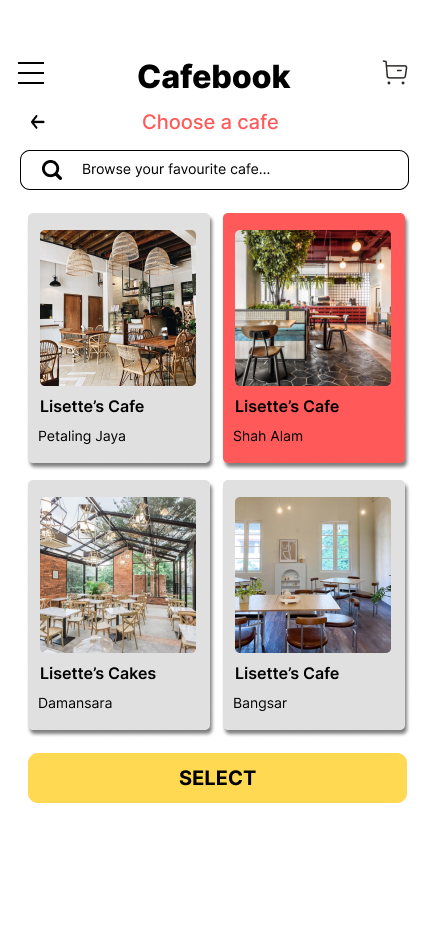 Cafebook
Choose a cafe
Browse your favourite cafe...
Lisette’s Cafe
Petaling Jaya
Lisette’s Cafe
Shah Alam
Lisette’s Cakes
Damansara
Lisette’s Cafe
Bangsar
SELECT